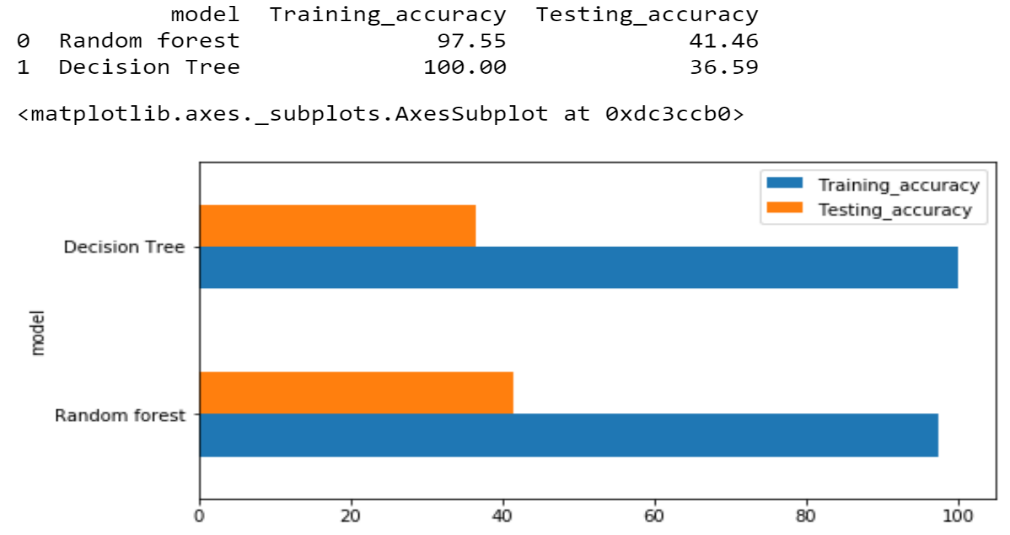 model Training_accuracy Testing_accuracy
0 Random forest 97.55 41.46
1 Decision Tree 100.00 36.59
<matplotlib.axes._subplots.AxesSubplot at 0xdc3ccb0>
Training_accuracy
Testing_accuracy
Decision Tree
model
Random forest
0 20 40 60 80 100